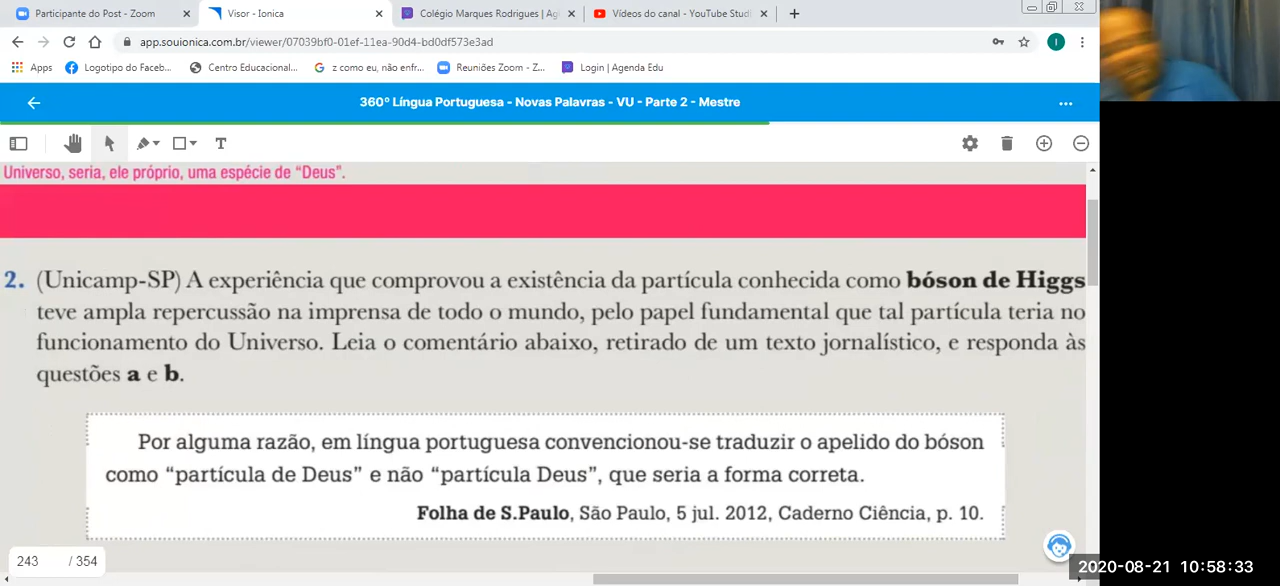 Participante do Post - Zoom
Visor - Ionica
Colégio Marques Rodrigues | Ag
Vídeos do canal - YouTube Stud
app.souionica.com.br/viewer/07039bf0-01ef-11ea-90d4-bd0df573e3ad
I
Apps
Logotipo do Faceb...
Centro Educacional...
z como eu, não enfr...
Reuniões Zoom - Z...
Login | Agenda Edu
360° Língua Portuguesa - Novas Palavras - VU - Parte 2 - Mestre
T
Universo, seria, ele próprio, uma espécie de “Deus”.
2. (Unicamp-SP) A experiência que comprovou a existência da partícula conhecida como bóson de Higgs
teve ampla repercussão na imprensa de todo o mundo, pelo papel fundamental que tal partícula teria no
funcionamento do Universo. Leia o comentário abaixo, retirado de um texto jornalístico, e responda às
questões a e b.
Por alguma razão, em língua portuguesa convencionou-se traduzir o apelido do bóson
como “partícula de Deus” e não “partícula Deus”, que seria a forma correta.
Folha de S.Paulo, São Paulo, 5 jul. 2012, Caderno Ciência, p. 10.
243 / 354
2020-08-21 10:58:33